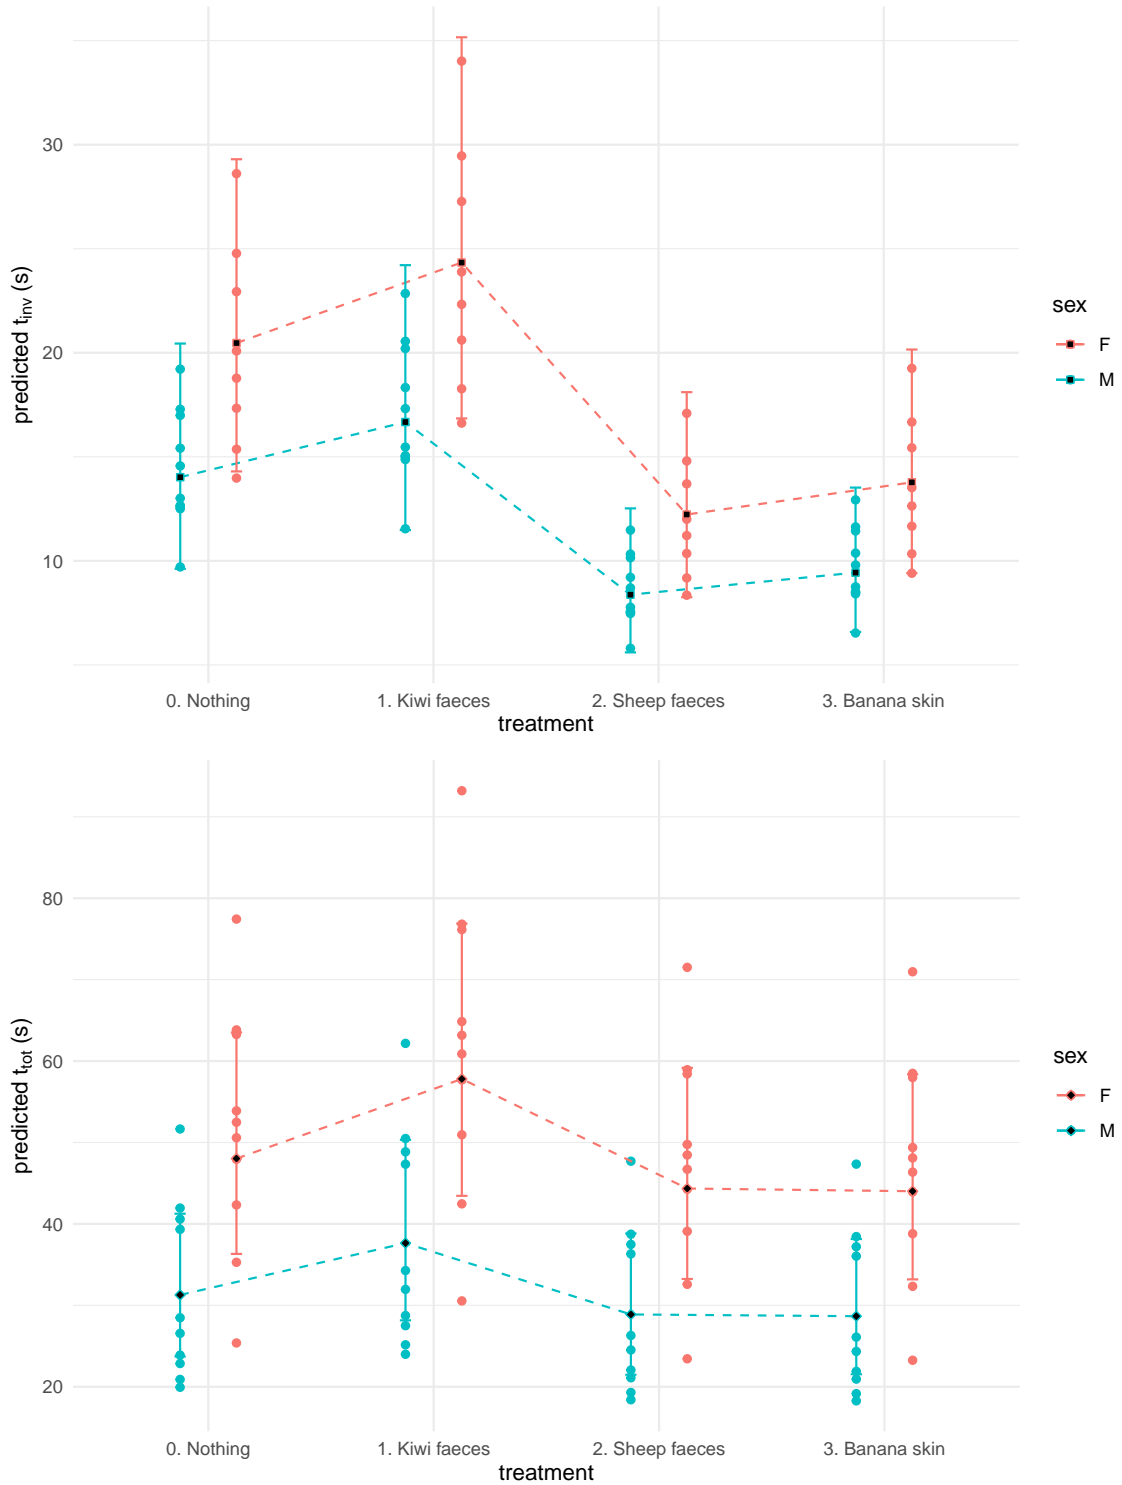 30
20
10
predicted t_inv (s)
0. Nothing
1. Kiwi faeces
2. Sheep faeces
3. Banana skin
treatment
sex
F
M
80
60
40
20
predicted t_tot (s)
0. Nothing
1. Kiwi faeces
2. Sheep faeces
3. Banana skin
treatment
sex
F
M